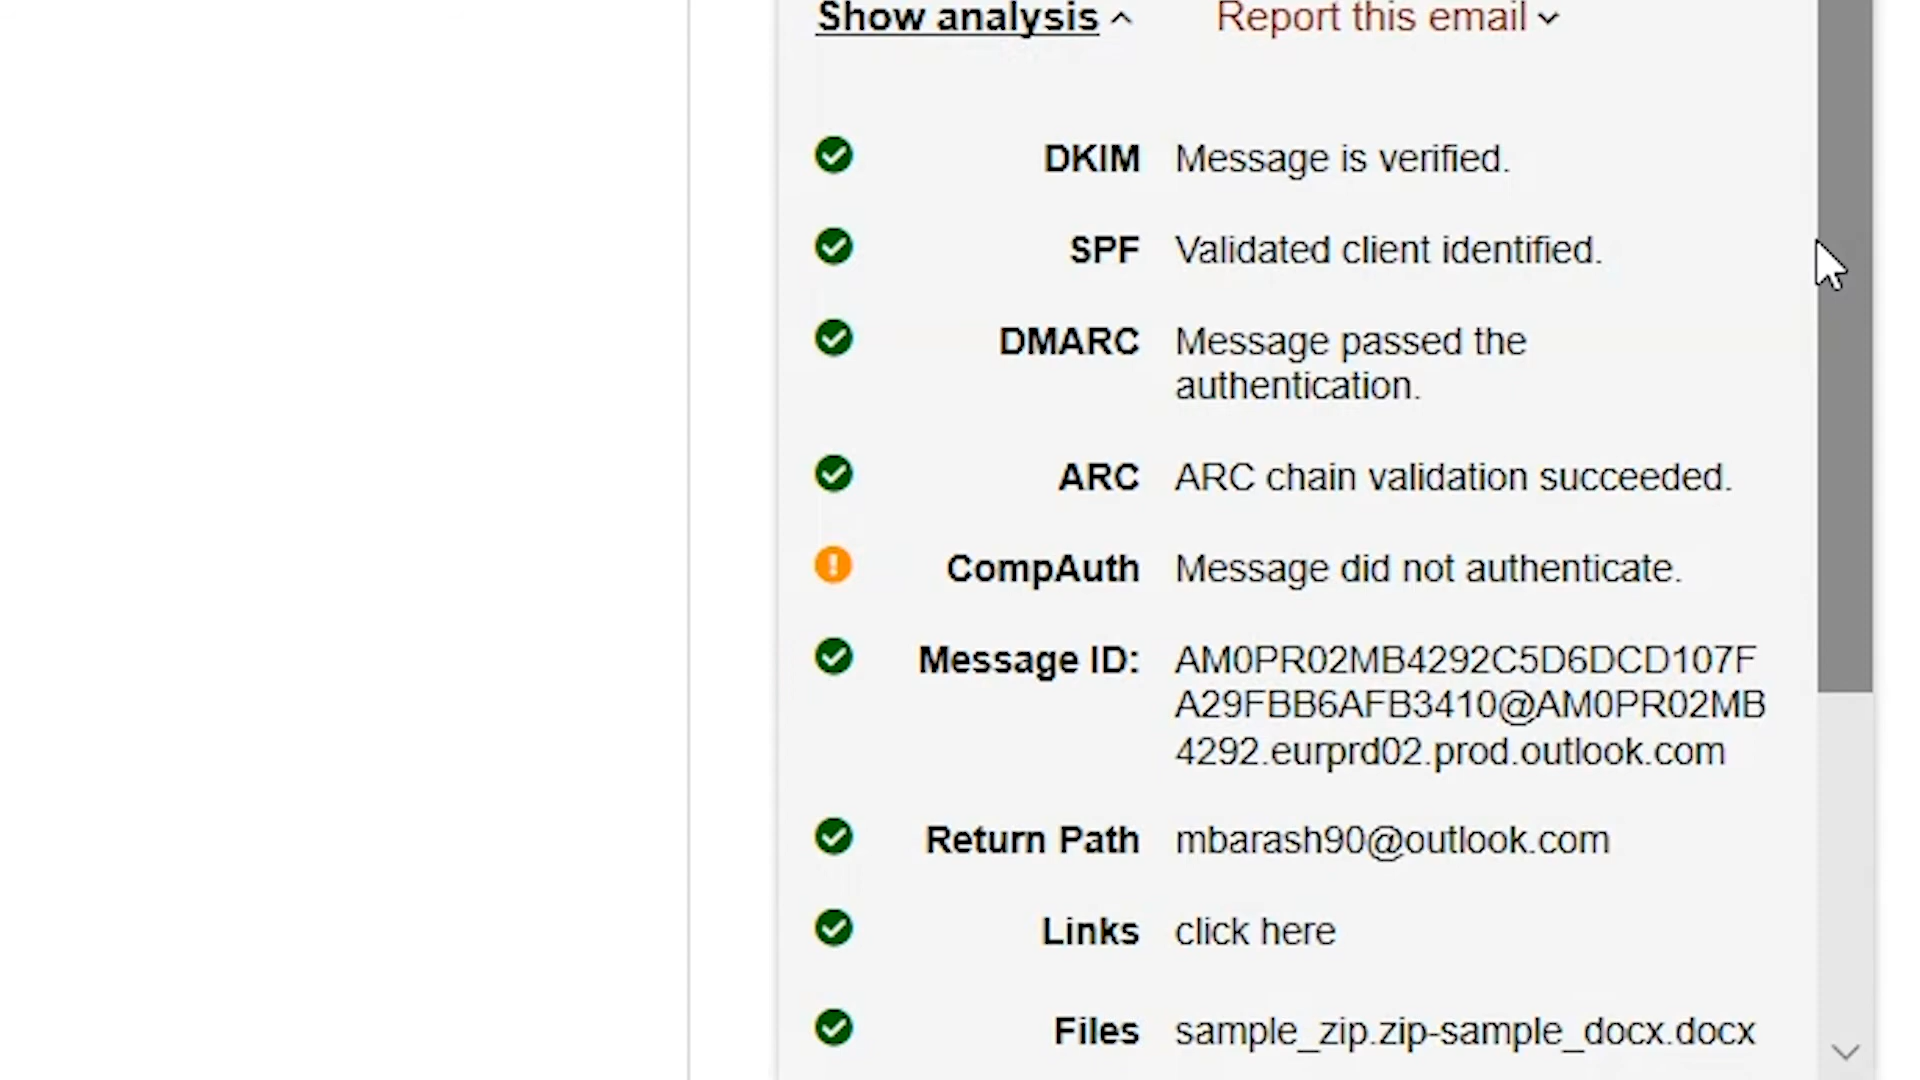 Show analysis Report this email
DKIM Message is verified.
SPF Validated client identified.
DMARC Message passed the
authentication.
ARC ARC chain validation succeeded.
CompAuth Message did not authenticate.
Message ID: AM0PR02MB4292C5D6DCD107F
A29FBB6AFB3410@AM0PR02MB
4292.eurprd02.prod.outlook.com
Return Path mbarash90@outlook.com
Links click here
Files sample_zip.zip-sample_docx.docx